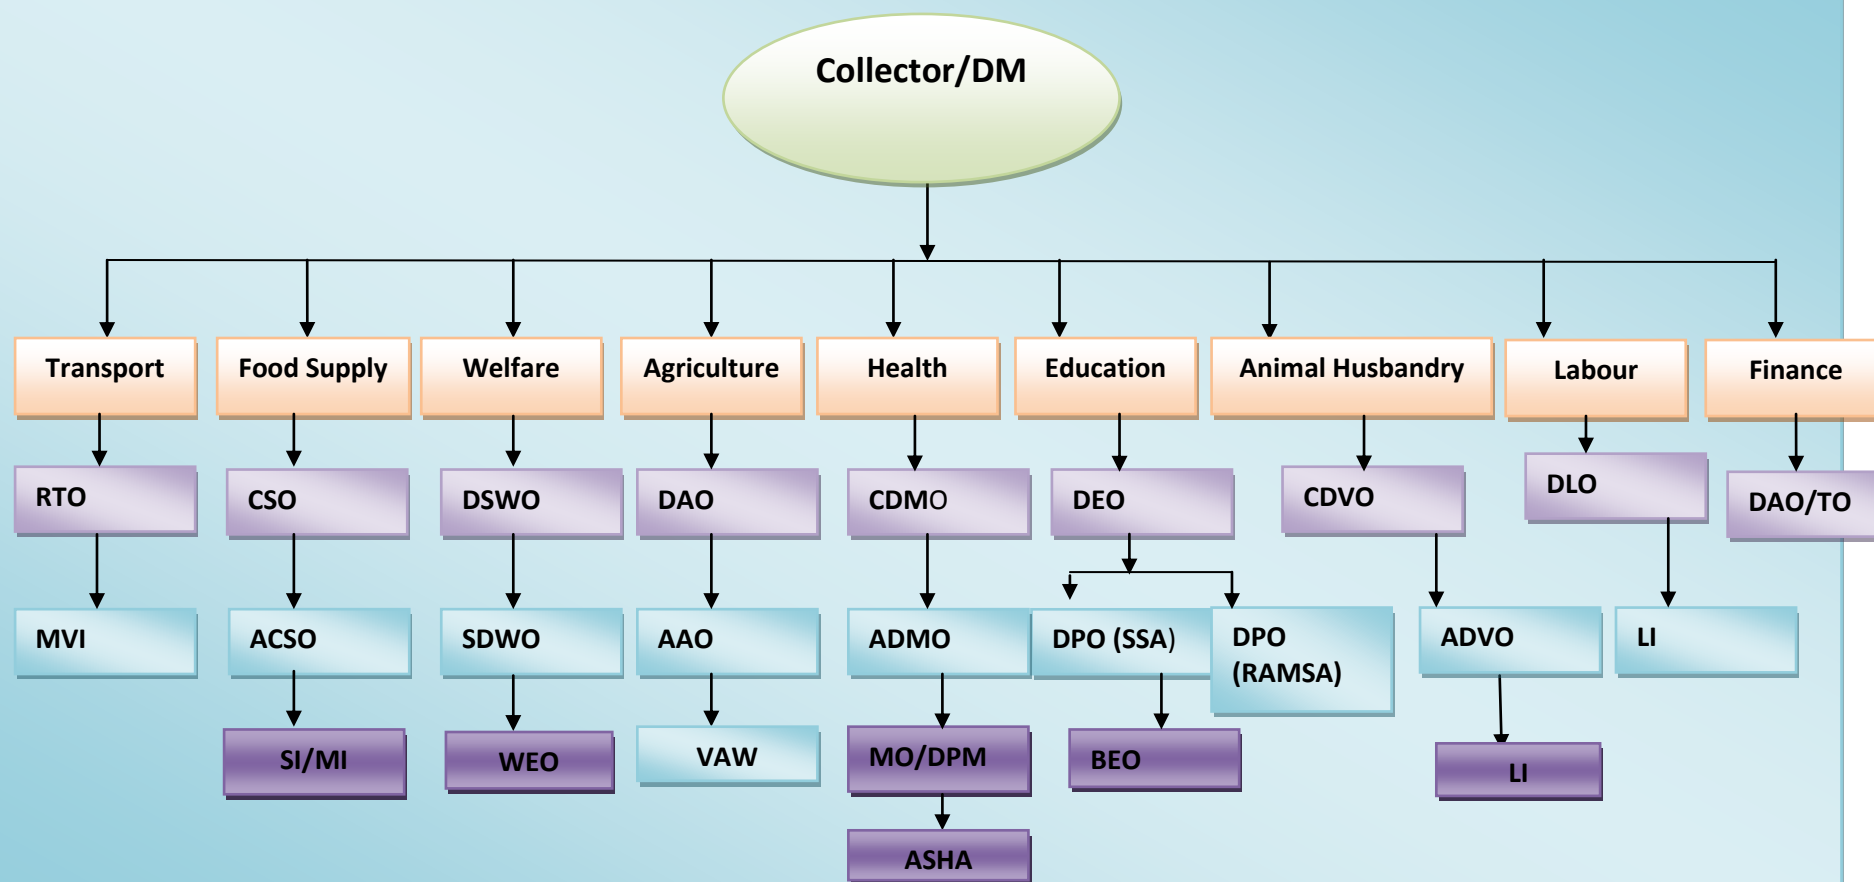 Collector/DM
Transport
Food Supply
Welfare
Agriculture
Health
Education
Animal Husbandry
Labour
Finance
RTO
CSO
DSWO
DAO
CDMO
DEO
CDVO
DLO
DAO/TO
MVI
ACSO
SDWO
AAO
ADMO
DPO (SSA)
DPO
(RAMSA)
ADVO
LI
SI/MI
WEO
VAW
MO/DPM
BEO
LI
ASHA